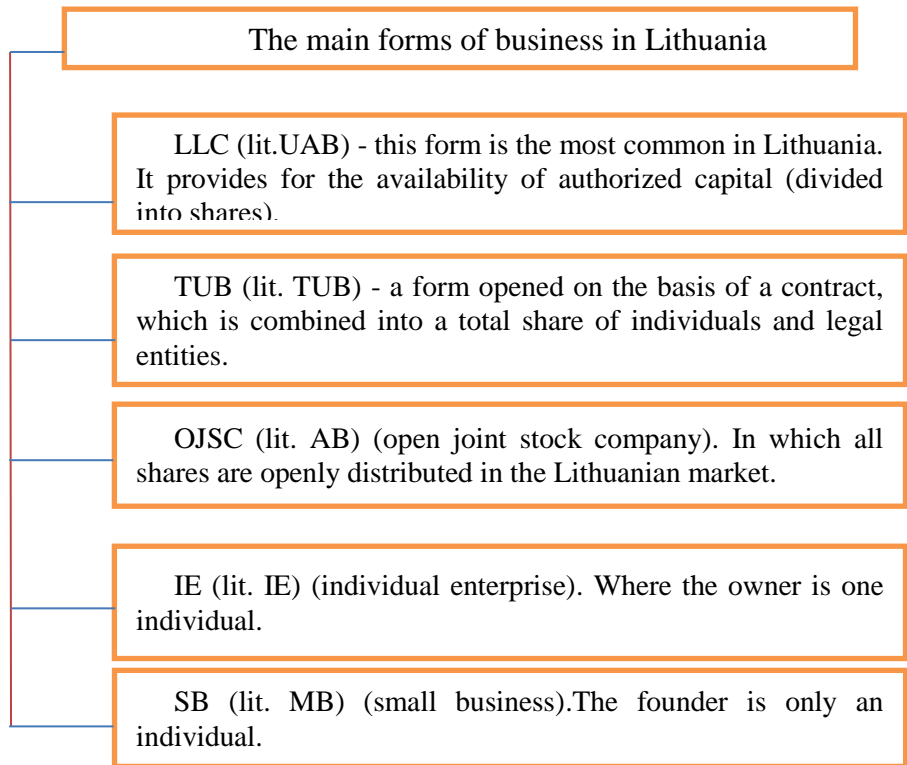 The main forms of business in Lithuania
LLC (lit.UAB) - this form is the most common in Lithuania.
It provides for the availability of authorized capital (divided
into shares).
TUB (lit. TUB) - a form opened on the basis of a contract,
which is combined into a total share of individuals and legal
entities.
OJSC (lit. AB) (open joint stock company). In which all
shares are openly distributed in the Lithuanian market.
IE (lit. IE) (individual enterprise). Where the owner is one
individual.
SB (lit. MB) (small business).The founder is only an
individual.